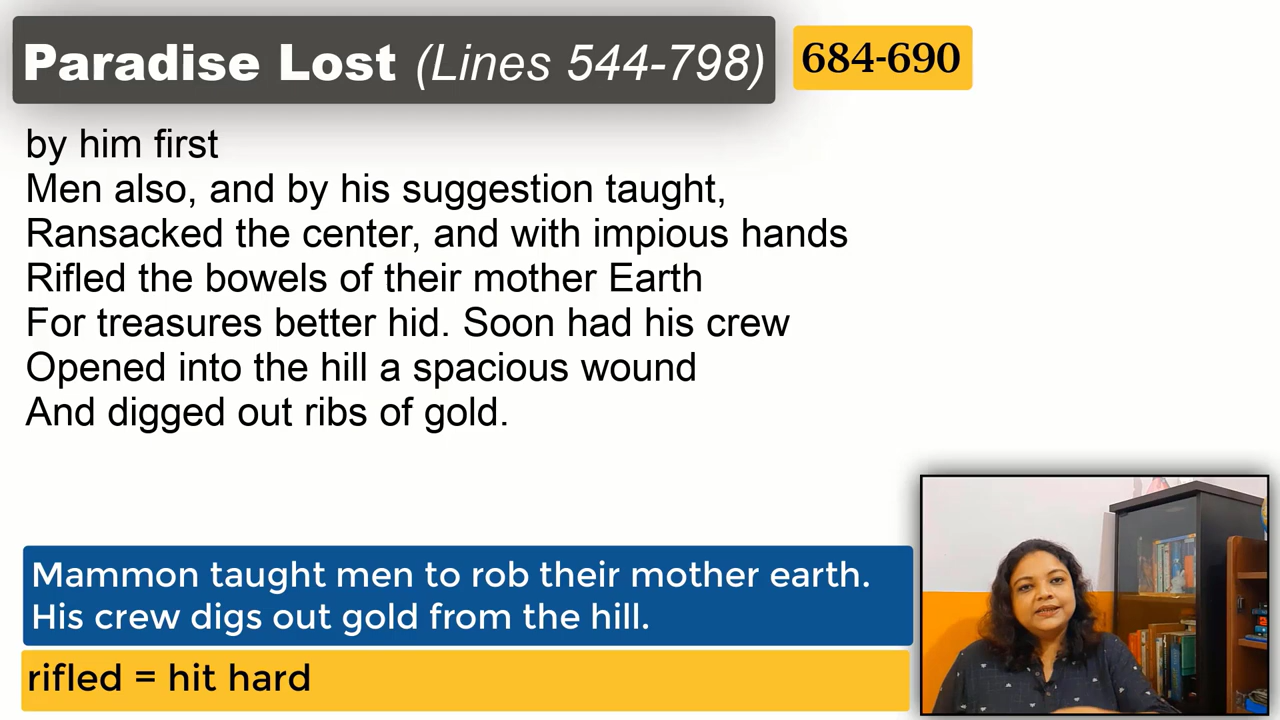 Paradise Lost (Lines 544-798) 684-690
by him first
Men also, and by his suggestion taught,
Ransacked the center, and with impious hands
Rifled the bowels of their mother Earth
For treasures better hid. Soon had his crew
Opened into the hill a spacious wound
And digged out ribs of gold.
Mammon taught men to rob their mother earth.
His crew digs out gold from the hill.
rifled = hit hard